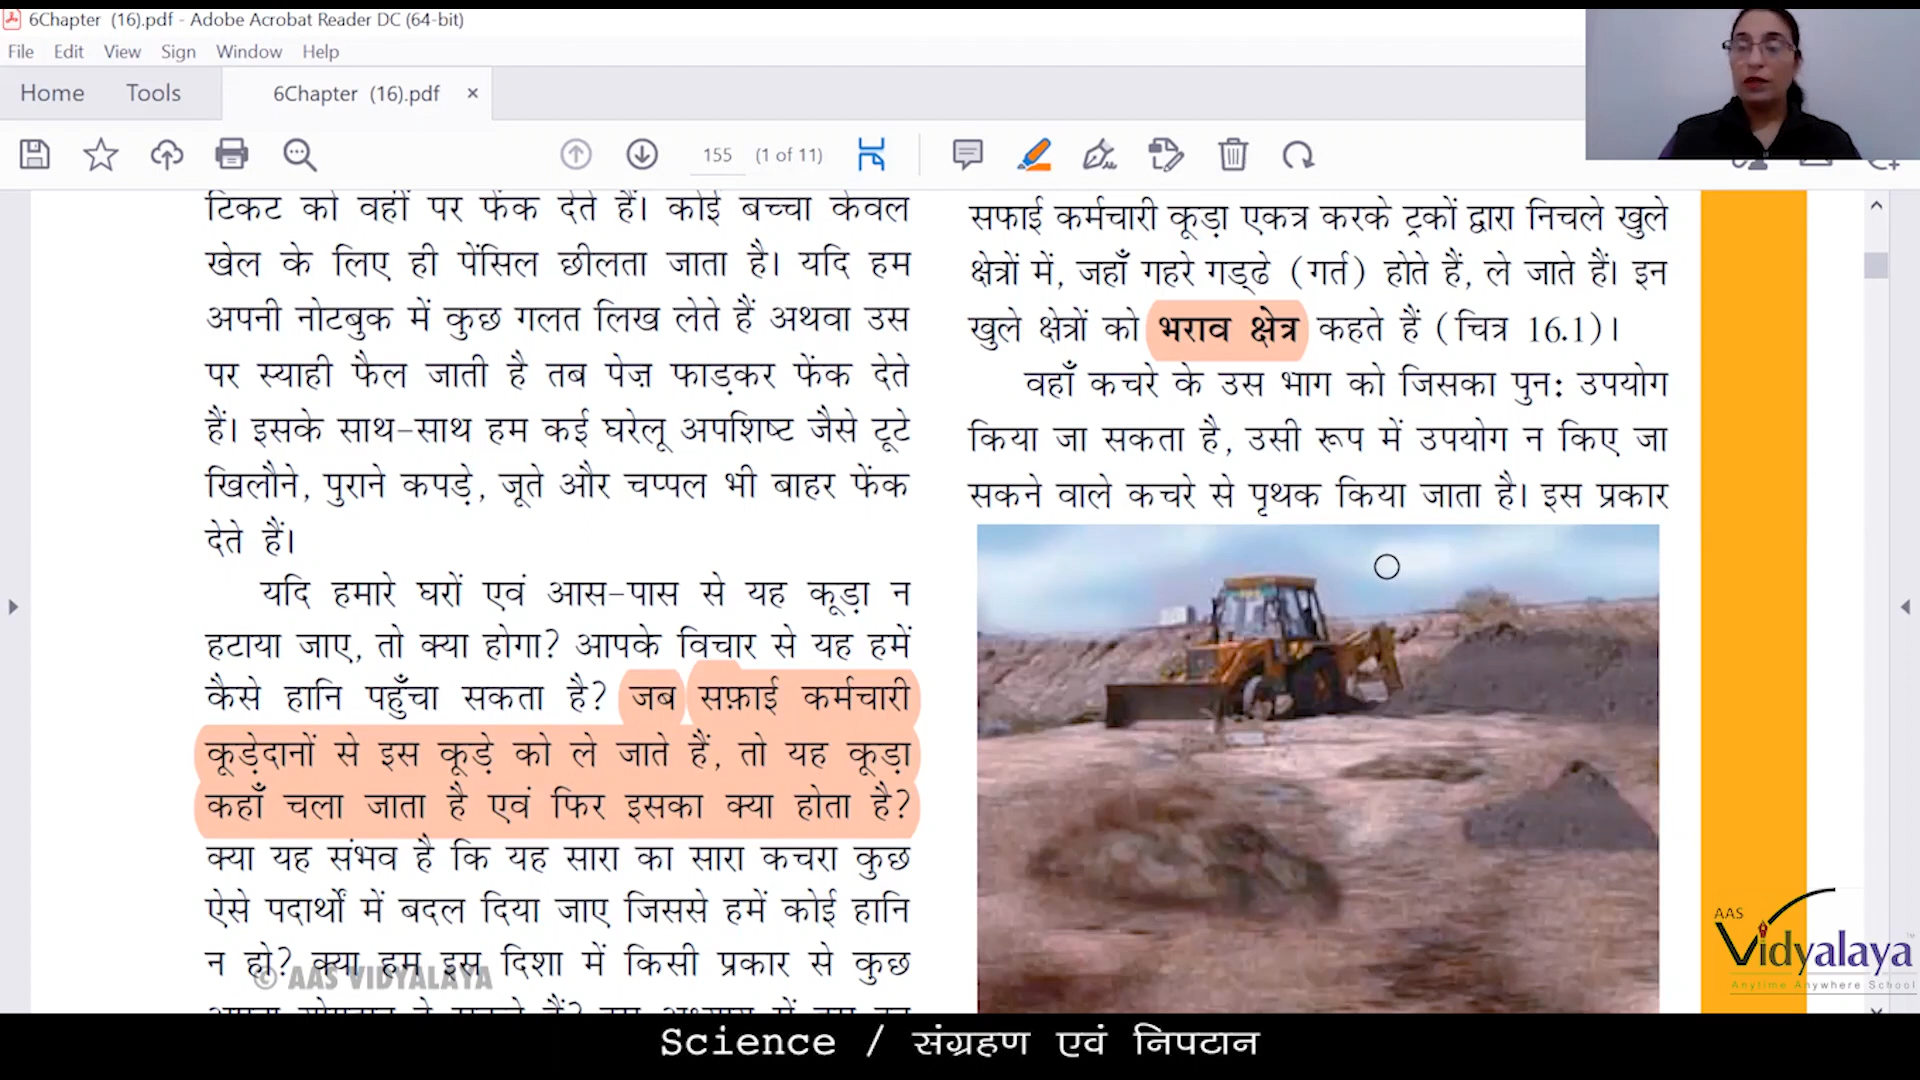 6Chapter (16).pdf - Adobe Acrobat Reader DC (64-bit)
File Edit View Sign Window Help
Home Tools 6Chapter (16).pdf ×
155 (1 of 11)
टिकट को वहीं पर फेंक देते हैं। कोई बच्चा केवल
खेल के लिए ही पेंसिल छीलता जाता है। यदि हम
अपनी नोटबुक में कुछ गलत लिख लेते हैं अथवा उस
पर स्याही फैल जाती है तब पेज़ फाड़कर फेंक देते
हैं। इसके साथ-साथ हम कई घरेलू अपशिष्ट जैसे टूटे
खिलौने, पुराने कपड़े, जूते और चप्पल भी बाहर फेंक
देते हैं।
यदि हमारे घरों एवं आस-पास से यह कूड़ा न
हटाया जाए, तो क्या होगा? आपके विचार से यह हमें
कैसे हानि पहुँचा सकता है? जब सफ़ाई कर्मचारी
कूड़ेदानों से इस कूड़े को ले जाते हैं, तो यह कूड़ा
कहाँ चला जाता है एवं फिर इसका क्या होता है?
क्या यह संभव है कि यह सारा का सारा कचरा कुछ
ऐसे पदार्थों में बदल दिया जाए जिससे हमें कोई हानि
न हो? क्या हम इस दिशा में किसी प्रकार से कुछ
© AAS VIDYALAYA
सफाई कर्मचारी कूड़ा एकत्र करके ट्रकों द्वारा निचले खुले
क्षेत्रों में, जहाँ गहरे गड्ढे (गर्त) होते हैं, ले जाते हैं। इन
खुले क्षेत्रों को भराव क्षेत्र कहते हैं (चित्र 16.1)।
वहाँ कचरे के उस भाग को जिसका पुन: उपयोग
किया जा सकता है, उसी रूप में उपयोग न किए जा
सकने वाले कचरे से पृथक किया जाता है। इस प्रकार
AAS
Vidyalaya
Anytime Anywhere School
Science / संग्रहण एवं निपटान